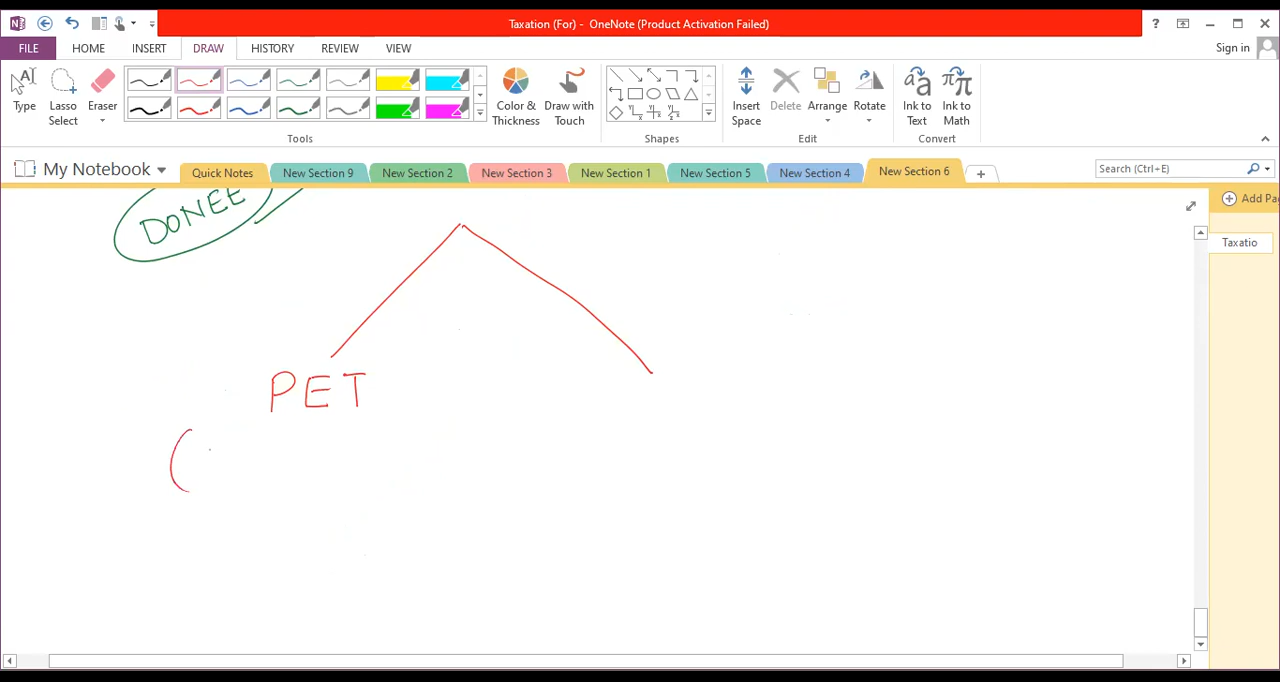 Taxation (For) - OneNote (Product Activation Failed)
?
FILE HOME INSERT DRAW HISTORY REVIEW VIEW Sign in
Type Lasso Select Eraser Color & Thickness Draw with Touch Insert Space Delete Arrange Rotate Ink to Text Ink to Math
Tools Shapes Edit Convert
My Notebook Quick Notes New Section 9 New Section 2 New Section 3 New Section 1 New Section 5 New Section 4 New Section 6 Search (Ctrl+E)
Add Pag
Taxatio
DONEE
PET
(